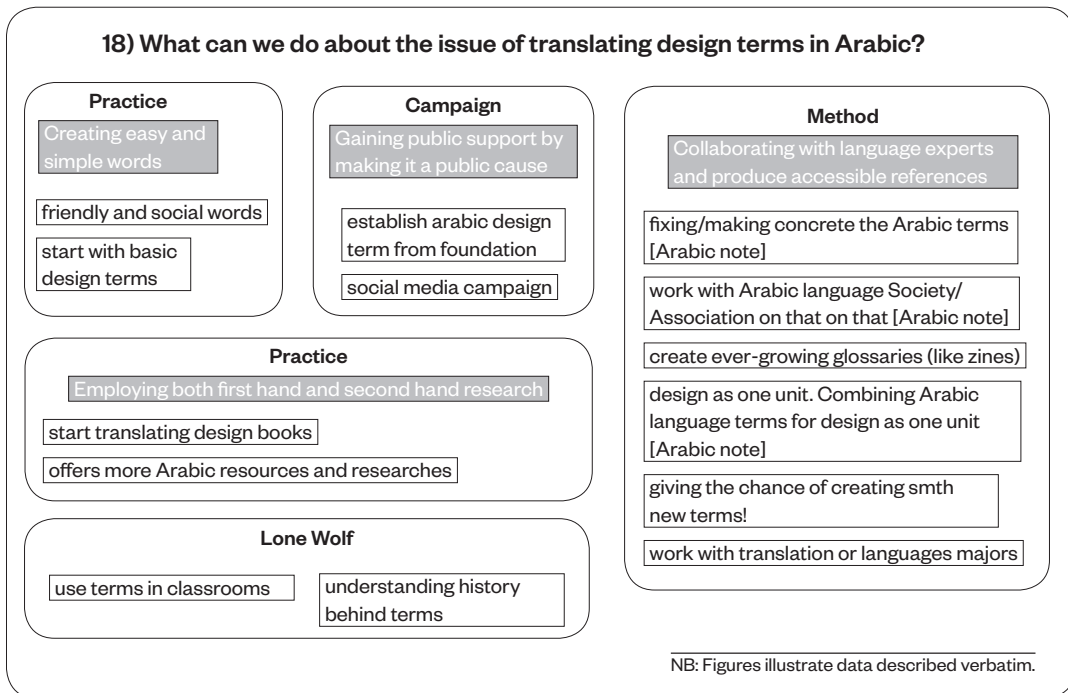 18) What can we do about the issue of translating design terms in Arabic?
Practice
Creating easy and
simple words
friendly and social words
start with basic
design terms
Campaign
Gaining public support by
making it a public cause
establish arabic design
term from foundation
social media campaign
Practice
Employing both first hand and second hand research
start translating design books
offers more Arabic resources and researches
Lone Wolf
use terms in classrooms
understanding history
behind terms
Method
Collaborating with language experts
and produce accessible references
fixing/making concrete the Arabic terms
[Arabic note]
work with Arabic language Society/
Association on that on that [Arabic note]
create ever-growing glossaries (like zines)
design as one unit. Combining Arabic
language terms for design as one unit
[Arabic note]
giving the chance of creating smth
new terms!
work with translation or languages majors
NB: Figures illustrate data described verbatim.